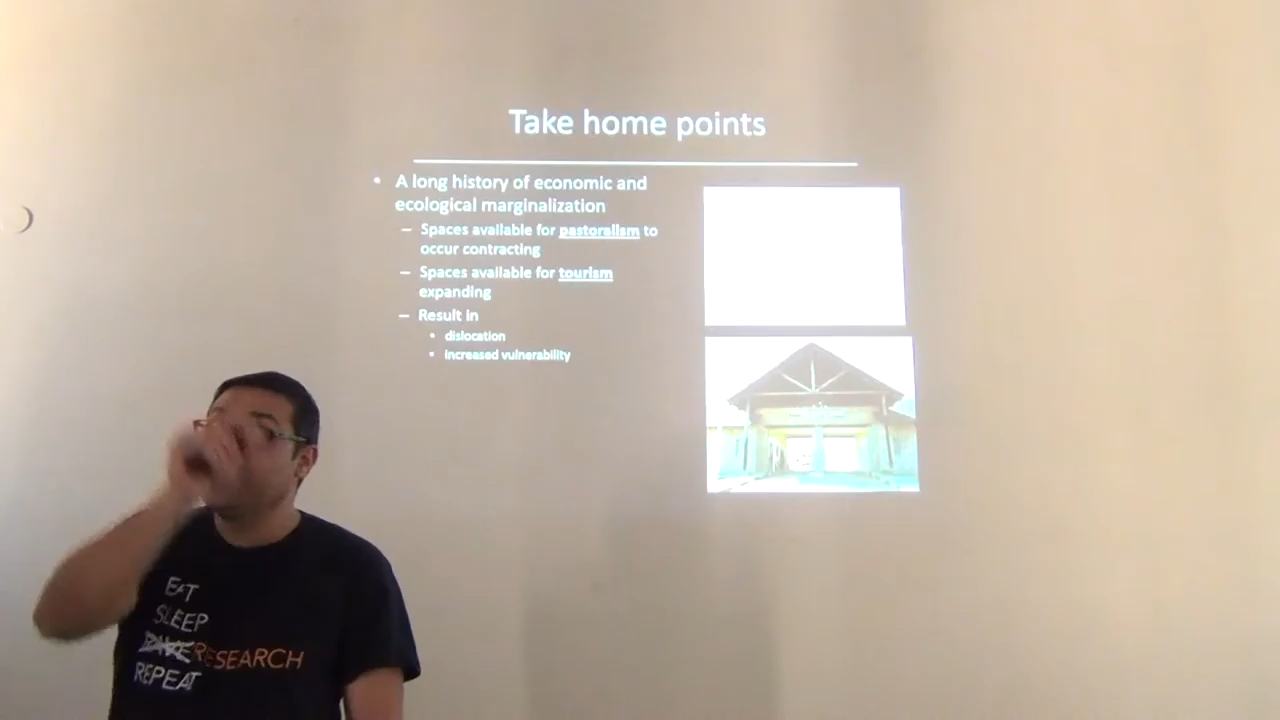 Take home points
• A long history of economic and
ecological marginalization
– Spaces available for pastoralism to
occur contracting
– Spaces available for tourism
expanding
– Result in
• dislocation
• increased vulnerability
EAT
SLEEP
RESEARCH
REPEAT